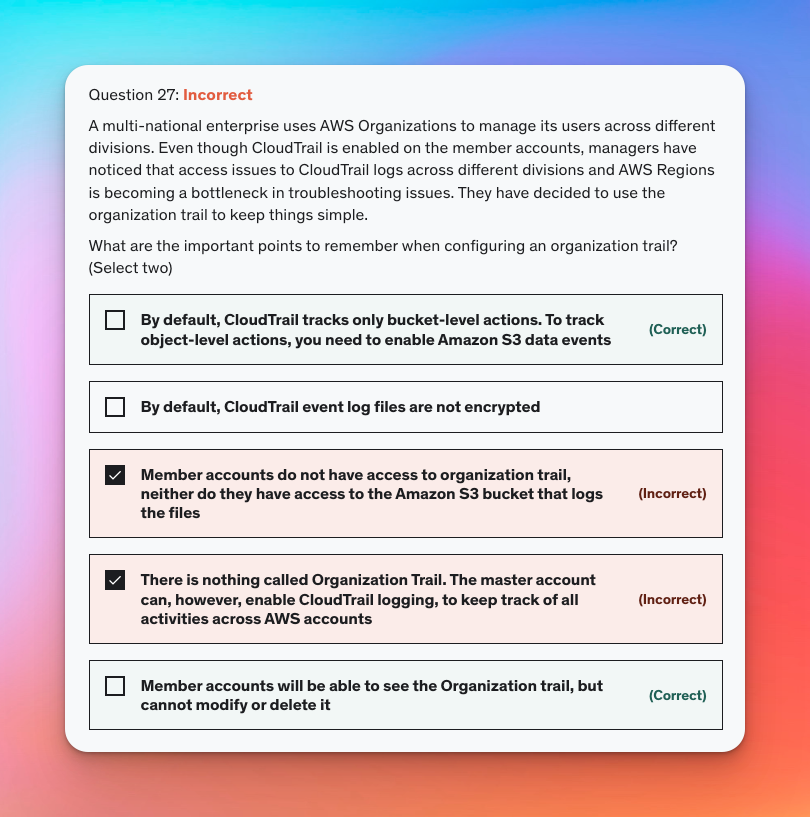 Question 27: Incorrect
A multi-national enterprise uses AWS Organizations to manage its users across different
divisions. Even though CloudTrail is enabled on the member accounts, managers have
noticed that access issues to CloudTrail logs across different divisions and AWS Regions
is becoming a bottleneck in troubleshooting issues. They have decided to use the
organization trail to keep things simple.
What are the important points to remember when configuring an organization trail?
(Select two)
By default, CloudTrail tracks only bucket-level actions. To track
object-level actions, you need to enable Amazon S3 data events
(Correct)
By default, CloudTrail event log files are not encrypted
Member accounts do not have access to organization trail,
neither do they have access to the Amazon S3 bucket that logs
the files
(Incorrect)
There is nothing called Organization Trail. The master account
can, however, enable CloudTrail logging, to keep track of all
activities across AWS accounts
(Incorrect)
Member accounts will be able to see the Organization trail, but
cannot modify or delete it
(Correct)